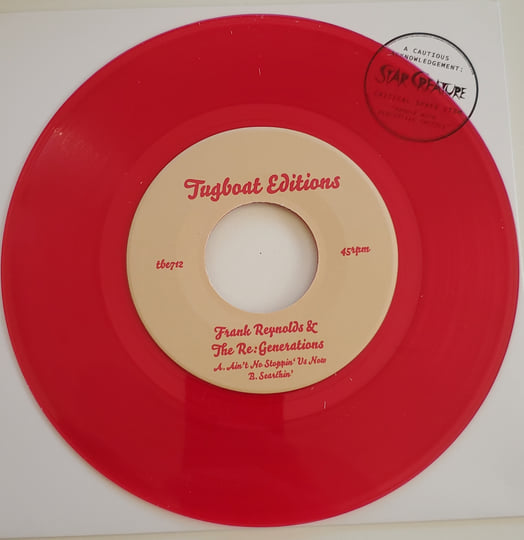 A CAUTIOUS
ACKNOWLEDGEMENT:
STAR CREATURE
Tugboat Editions
tbe712
45rpm
Frank Reynolds &
The Re:Generations
A. Ain't No Stoppin' Us Now
B. Searchin'